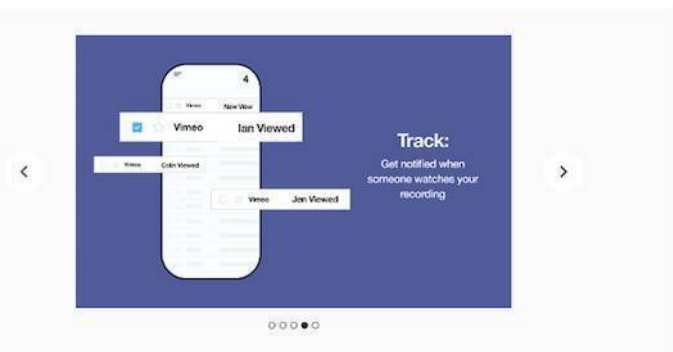 4
Vimeo New View
Vimeo Ian Viewed
Vimeo Colin Viewed
Vimeo Jen Viewed
Track:
Get notified when
someone watches your
recording